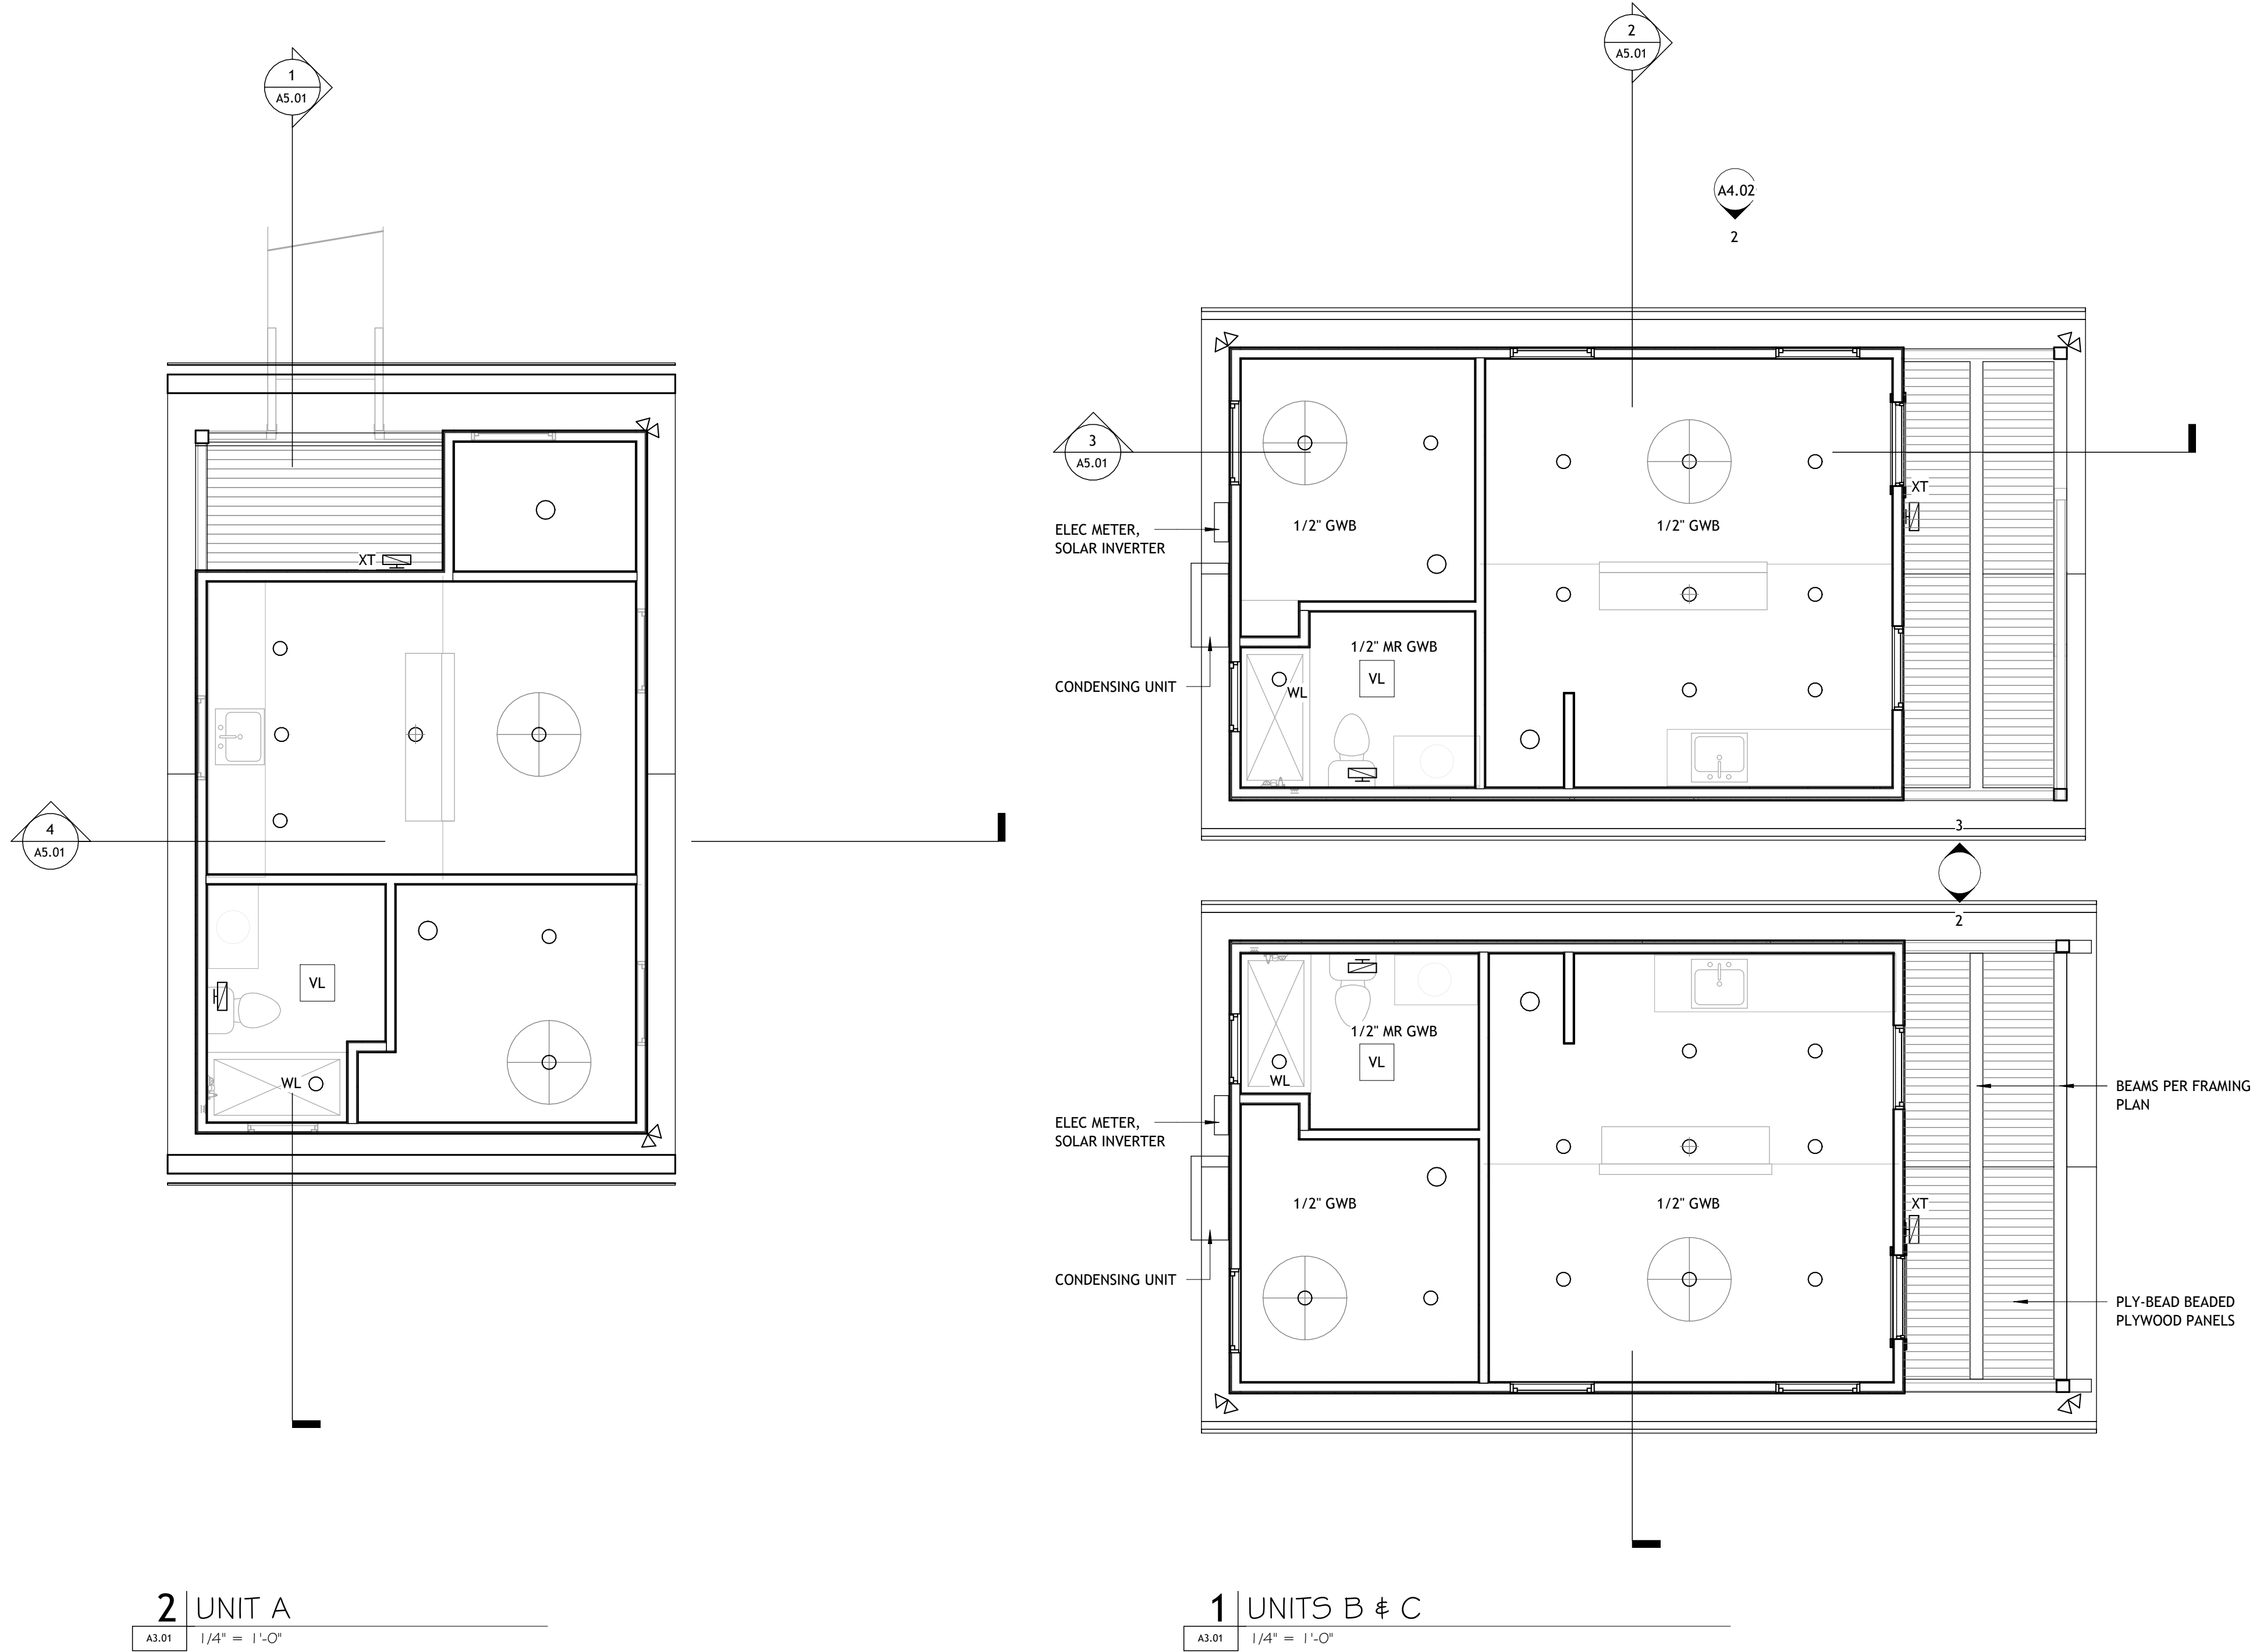 1
A5.01
XT
4
A5.01
VL
WL
2
A5.01
A4.02
2
3
A5.01
XT
ELEC METER,
SOLAR INVERTER
1/2" GWB
1/2" GWB
1/2" MR GWB
VL
CONDENSING UNIT
WL
3
2
1/2" MR GWB
VL
WL
BEAMS PER FRAMING
PLAN
ELEC METER,
SOLAR INVERTER
1/2" GWB
1/2" GWB
XT
CONDENSING UNIT
PLY-BEAD BEADED
PLYWOOD PANELS
2 UNIT A
A3.01 1/4" = 1'-0"
1 UNITS B & C
A3.01 1/4" = 1'-0"